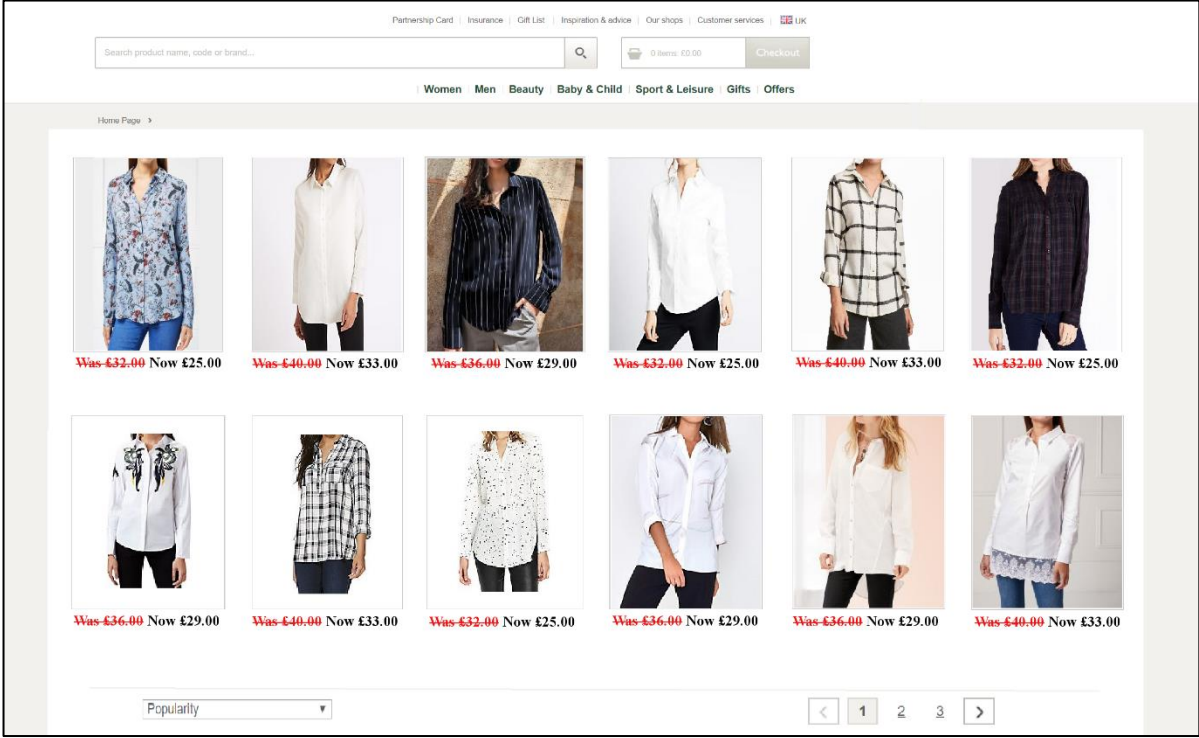 Partnership Card | Insurance | Gift List | Inspiration & advice | Our shops | Customer services | UK
Search product name, code or brand...
0 items £0.00 Checkout
Women | Men | Beauty | Baby & Child | Sport & Leisure | Gifts | Offers
Home Page >
Was £32.00 Now £25.00 Was £40.00 Now £33.00 Was £36.00 Now £29.00 Was £32.00 Now £25.00 Was £40.00 Now £33.00 Was £32.00 Now £25.00
Was £36.00 Now £29.00 Was £40.00 Now £33.00 Was £32.00 Now £25.00 Was £36.00 Now £29.00 Was £36.00 Now £29.00 Was £40.00 Now £33.00
Popularity
< 1 2 3 >